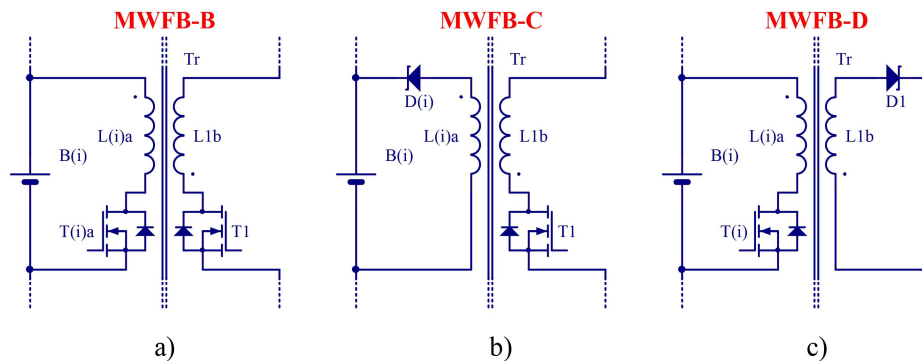 MWFB-B
MWFB-C
MWFB-D
Tr
L(i)a
L1b
B(i)
T(i)a
T1
Tr
D(i)
L(i)a
L1b
B(i)
T1
Tr
D1
L(i)a
L1b
B(i)
T(i)
a)
b)
c)